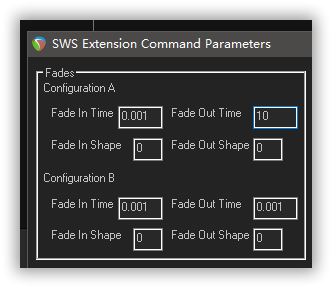 SWS Extension Command Parameters
Fades
Configuration A
Fade In Time 0.001 Fade Out Time 10
Fade In Shape 0 Fade Out Shape 0
Configuration B
Fade In Time 0.001 Fade Out Time 0.001
Fade In Shape 0 Fade Out Shape 0